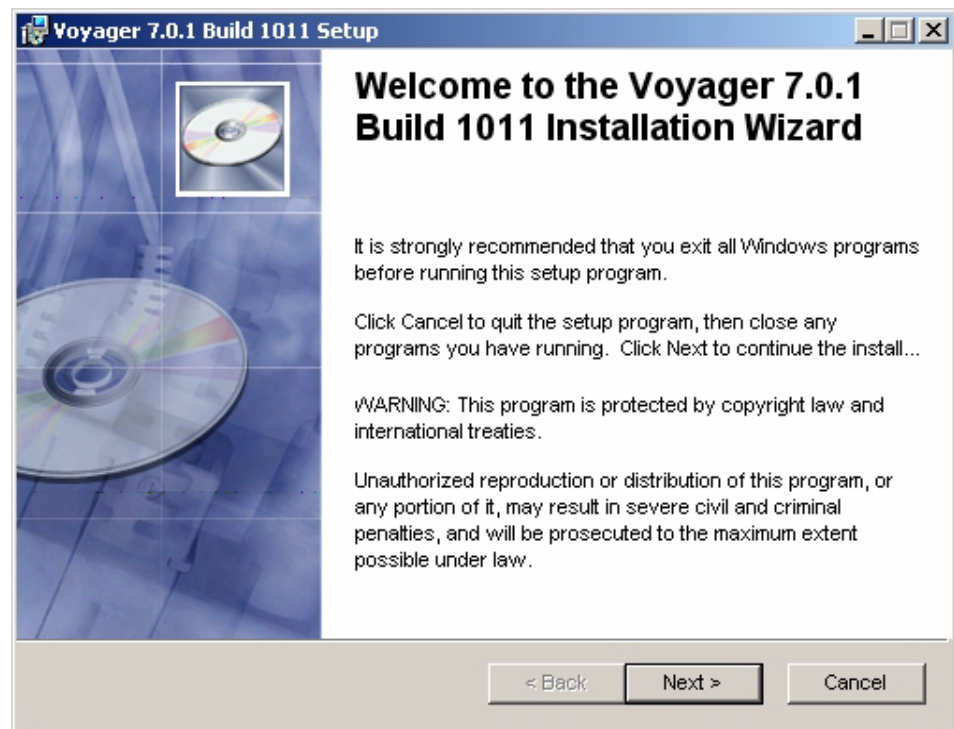 Voyager 7.0.1 Build 1011 Setup
Welcome to the Voyager 7.0.1
Build 1011 Installation Wizard
It is strongly recommended that you exit all Windows programs
before running this setup program.
Click Cancel to quit the setup program, then close any
programs you have running.  Click Next to continue the install...
WARNING: This program is protected by copyright law and
international treaties.
Unauthorized reproduction or distribution of this program, or
any portion of it, may result in severe civil and criminal
penalties, and will be prosecuted to the maximum extent
possible under law.
< Back Next > Cancel